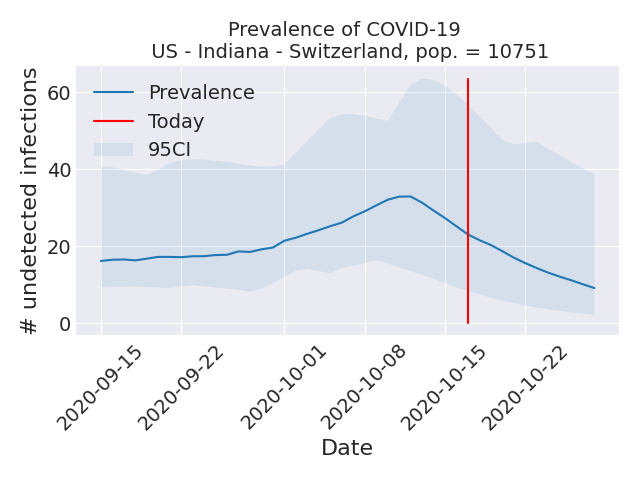 Prevalence of COVID-19
US - Indiana - Switzerland, pop. = 10751
# undetected infections
60
40
20
0
Prevalence
Today
95CI
2020-09-15
2020-09-22
2020-10-01
2020-10-08
2020-10-15
2020-10-22
Date